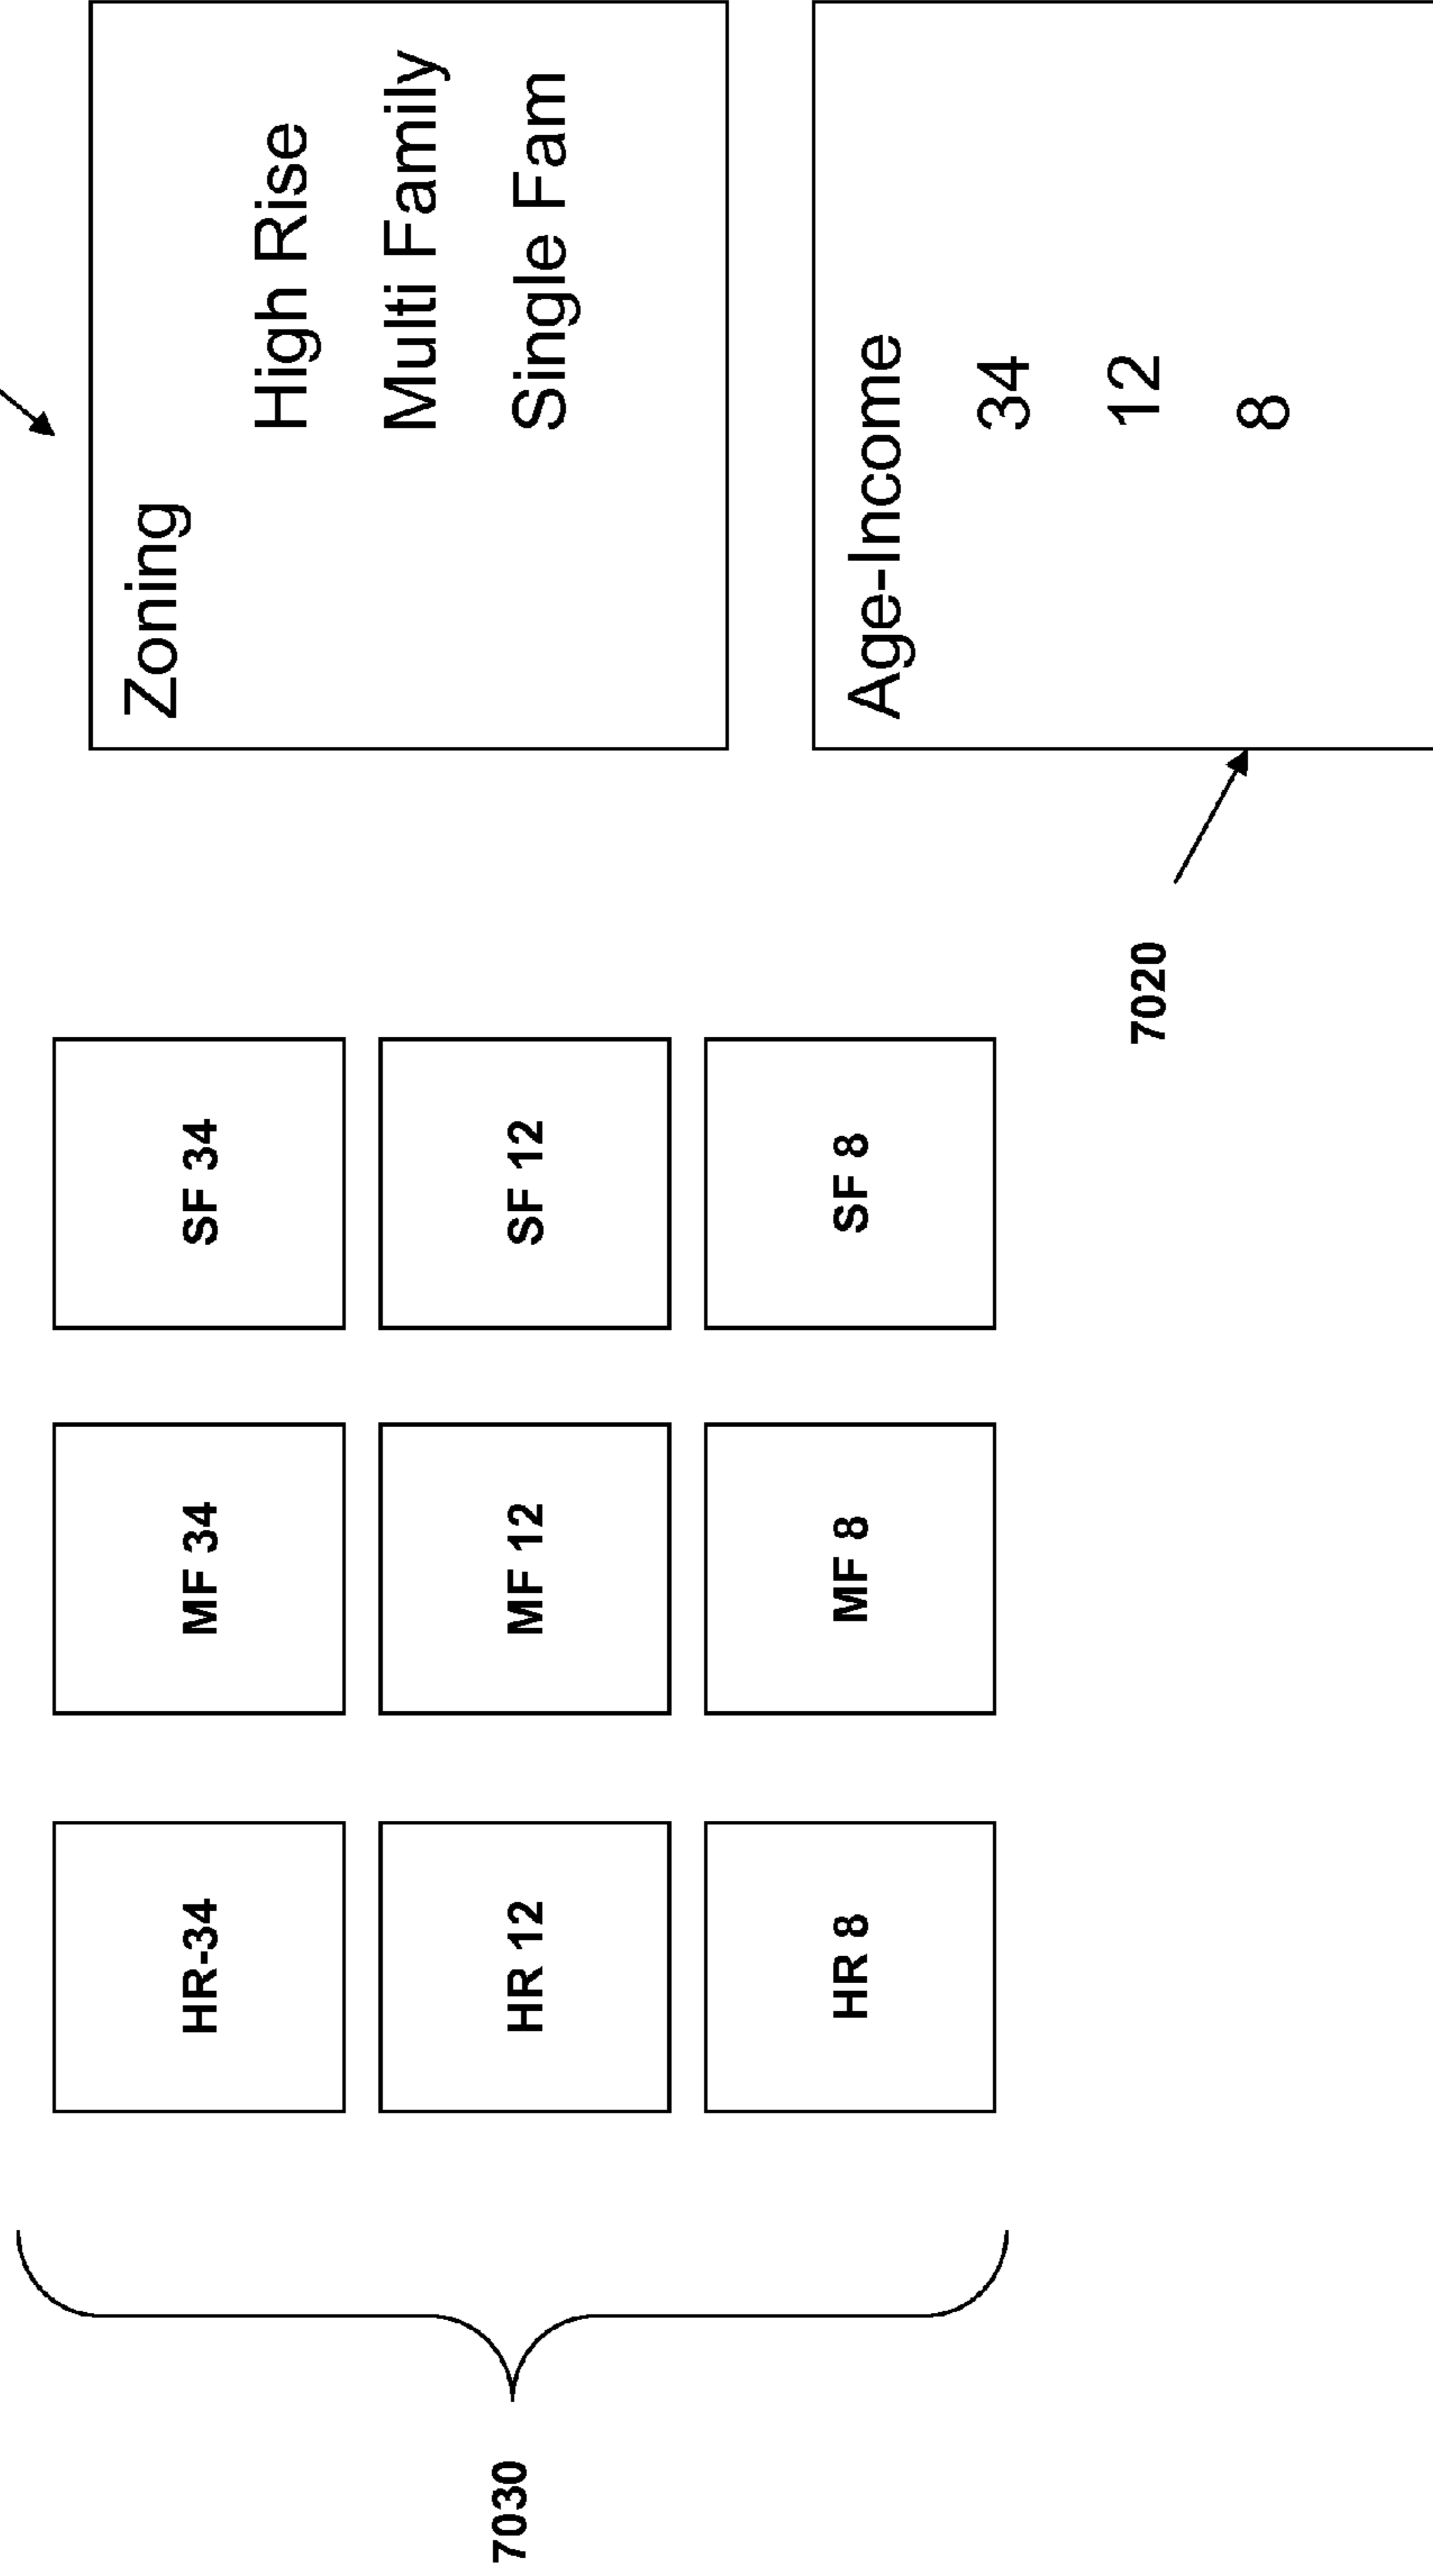 7030
HR-34
MF 34
SF 34
HR 12
MF 12
SF 12
HR 8
MF 8
SF 8
7020
Zoning
High Rise
Multi Family
Single Fam
Age-Income
34
12
8